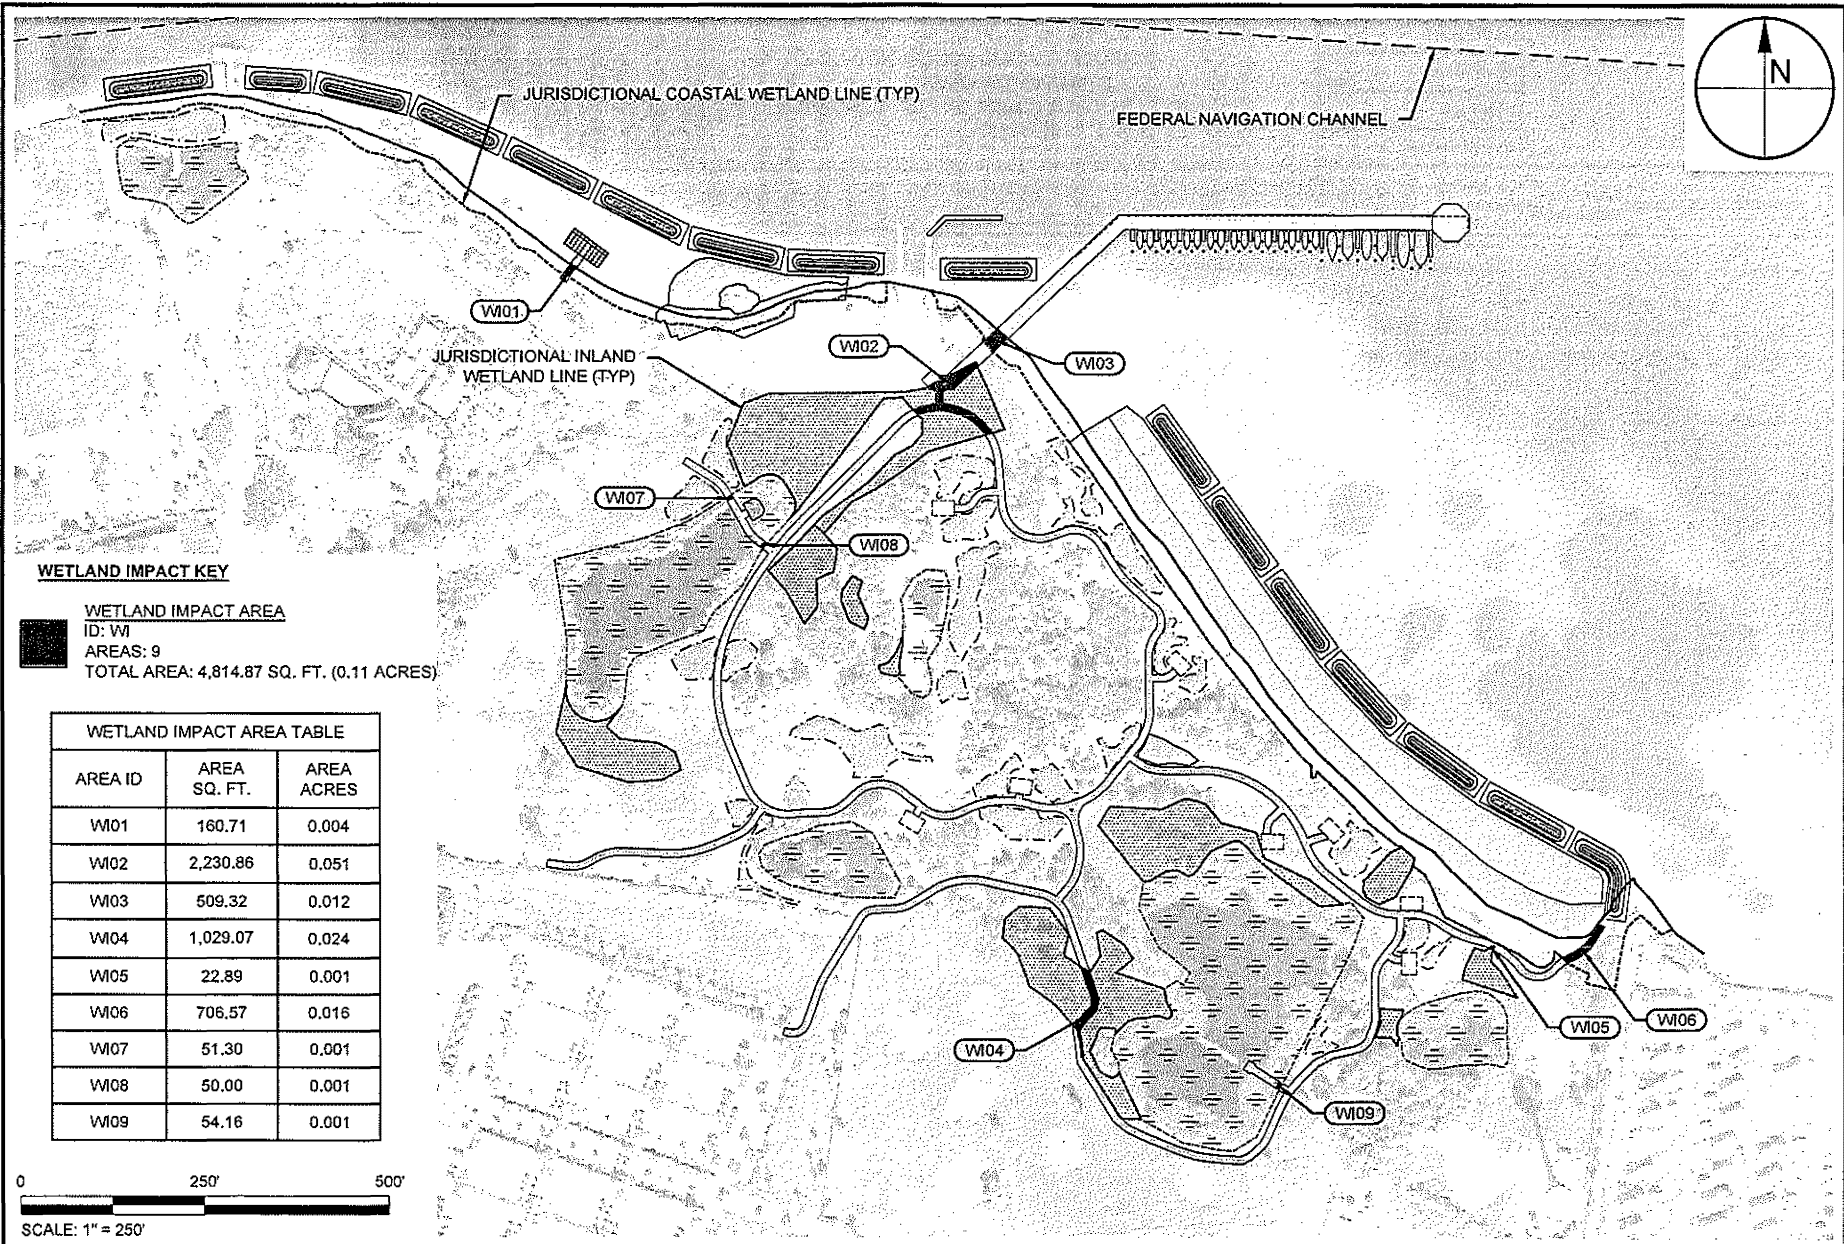 JURISDICTIONAL COASTAL WETLAND LINE (TYP)
FEDERAL NAVIGATION CHANNEL
N
WI01
JURISDICTIONAL INLAND
WETLAND LINE (TYP)
WI02
WI03
WI07
WI08
WI04
WI05
WI06
WI09
WETLAND IMPACT KEY
WETLAND IMPACT AREA
ID: WI
AREAS: 9
TOTAL AREA: 4,814.87 SQ. FT. (0.11 ACRES)
WETLAND IMPACT AREA TABLE
AREA ID AREA SQ. FT. AREA ACRES
WI01 160.71 0.004
WI02 2,230.86 0.051
WI03 509.32 0.012
WI04 1,029.07 0.024
WI05 22.89 0.001
WI06 706.57 0.016
WI07 51.30 0.001
WI08 50.00 0.001
WI09 54.16 0.001
0 250' 500'
SCALE: 1" = 250'